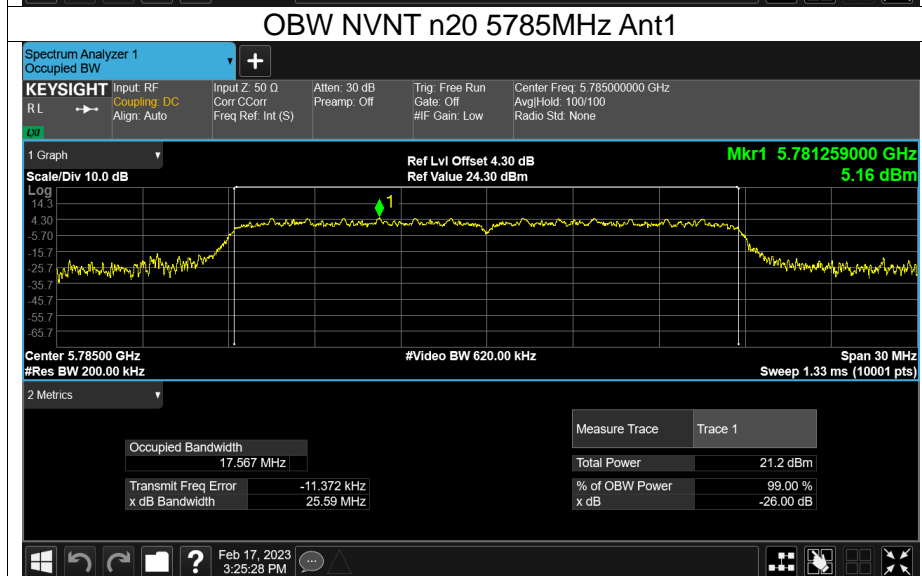 OBW NVNT n20 5785MHz Ant1
Spectrum Analyzer 1
Occupied BW
KEYSIGHT
R L
LXI
Input: RF
Coupling: DC
Align: Auto
Input Z: 50 Ω
Corr CCorr
Freq Ref: Int (S)
Atten: 30 dB
Preamp: Off
Trig: Free Run
Gate: Off
#IF Gain: Low
Center Freq: 5.785000000 GHz
Avg|Hold: 100/100
Radio Std: None
1 Graph
Scale/Div 10.0 dB
Ref Lvl Offset 4.30 dB
Ref Value 24.30 dBm
Mkr1 5.781259000 GHz
5.16 dBm
Log
14.3
4.30
-5.70
-15.7
-25.7
-35.7
-45.7
-55.7
-65.7
1
Center 5.78500 GHz
#Res BW 200.00 kHz
#Video BW 620.00 kHz
Span 30 MHz
Sweep 1.33 ms (10001 pts)
2 Metrics
Occupied Bandwidth
17.567 MHz
Transmit Freq Error -11.372 kHz
x dB Bandwidth 25.59 MHz
Measure Trace Trace 1
Total Power 21.2 dBm
% of OBW Power 99.00 %
x dB -26.00 dB
Feb 17, 2023
3:25:28 PM